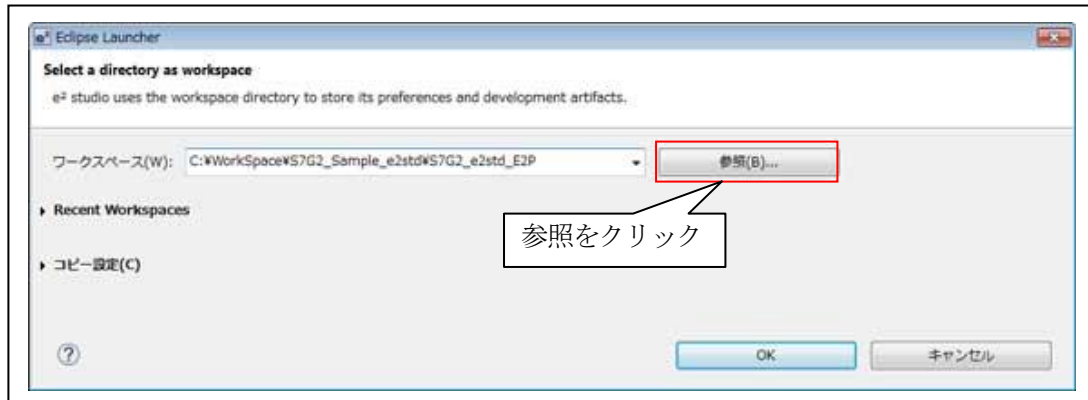 e² Eclipse Launcher
Select a directory as workspace
e² studio uses the workspace directory to store its preferences and development artifacts.
ワークスペース(W): C:¥WorkSpace¥S7G2_Sample_e2std¥S7G2_e2std_E2P 参照(B)...
Recent Workspaces
参照をクリック
コピー設定(C)
? OK キャンセル